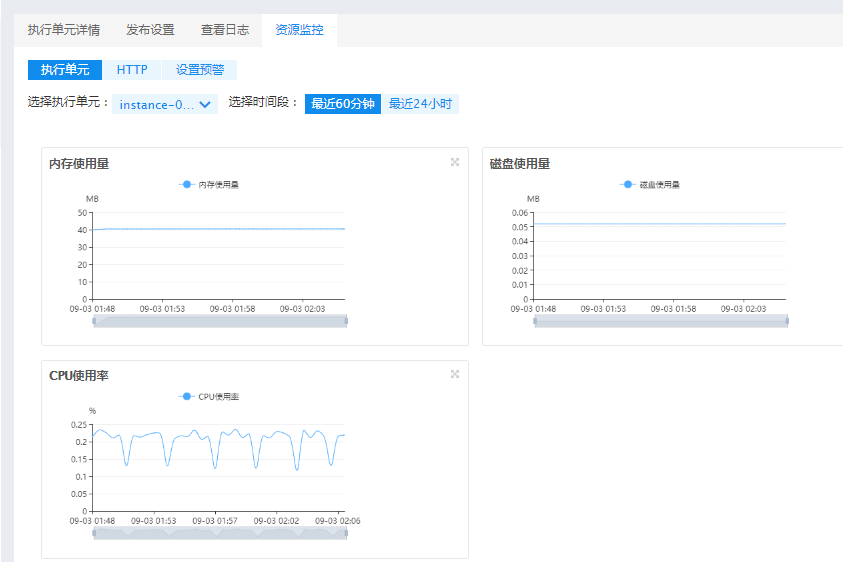 执行单元详情 发布设置 查看日志 资源监控
执行单元 HTTP 设置预警
选择执行单元： instance-0... 选择时间段： 最近60分钟 最近24小时
内存使用量
内存使用量
MB
50
40
30
20
10
0
09-03 01:48 09-03 01:53 09-03 01:58 09-03 02:03
磁盘使用量
磁盘使用量
MB
0.06
0.05
0.04
0.03
0.02
0.01
0
09-03 01:48 09-03 01:53 09-03 01:58 09-03 02:03
CPU使用率
CPU使用率
%
0.25
0.2
0.15
0.1
0.05
0
09-03 01:48 09-03 01:53 09-03 01:57 09-03 02:02 09-03 02:06